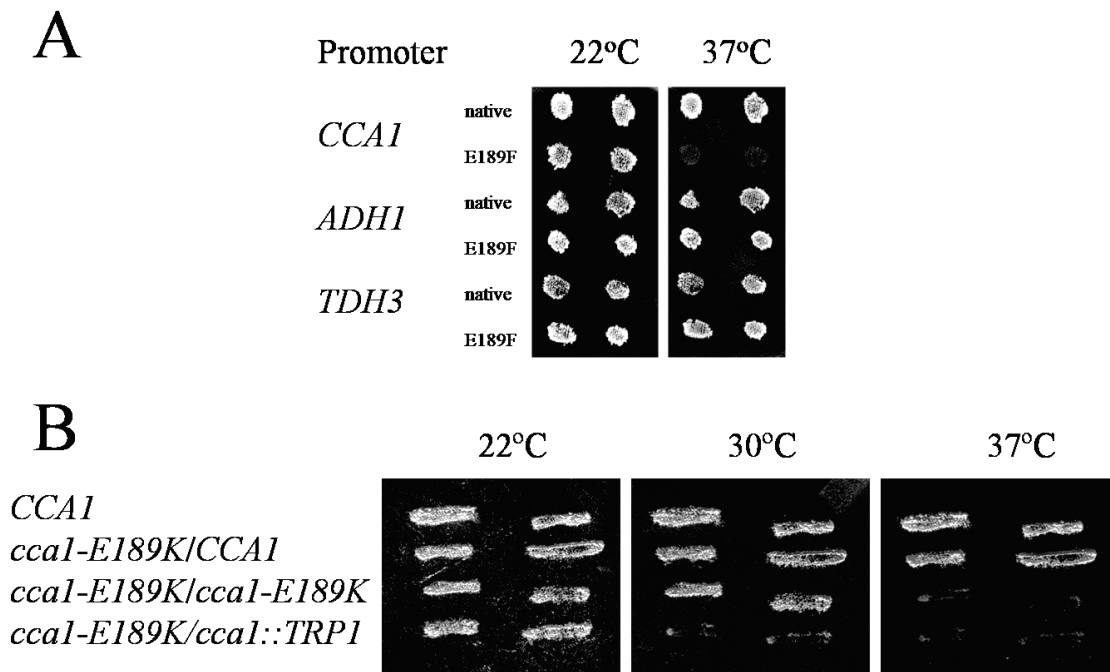 A
Promoter 22°C 37°C
CCA1
native
E189F
ADH1
native
E189F
TDH3
native
E189F
B
22°C 30°C 37°C
CCA1
cca1-E189K/CCA1
cca1-E189K/cca1-E189K
cca1-E189K/cca1::TRP1